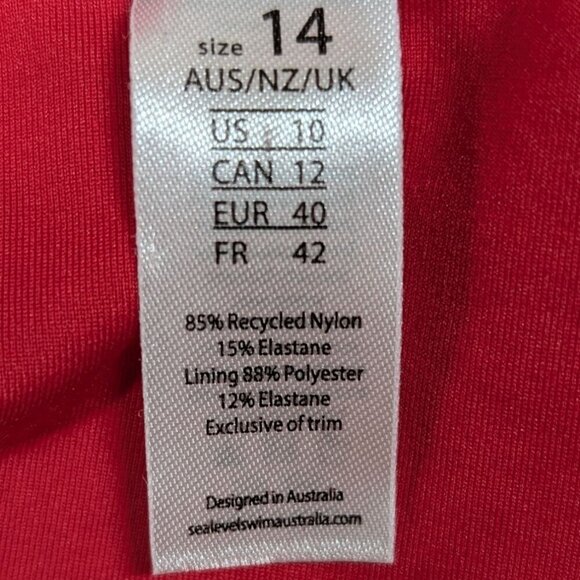 size 14
AUS/NZ/UK
US 10
CAN 12
EUR 40
FR 42
85% Recycled Nylon
15% Elastane
Lining 88% Polyester
12% Elastane
Exclusive of trim
Designed in Australia
sealevelswimaustralia.com